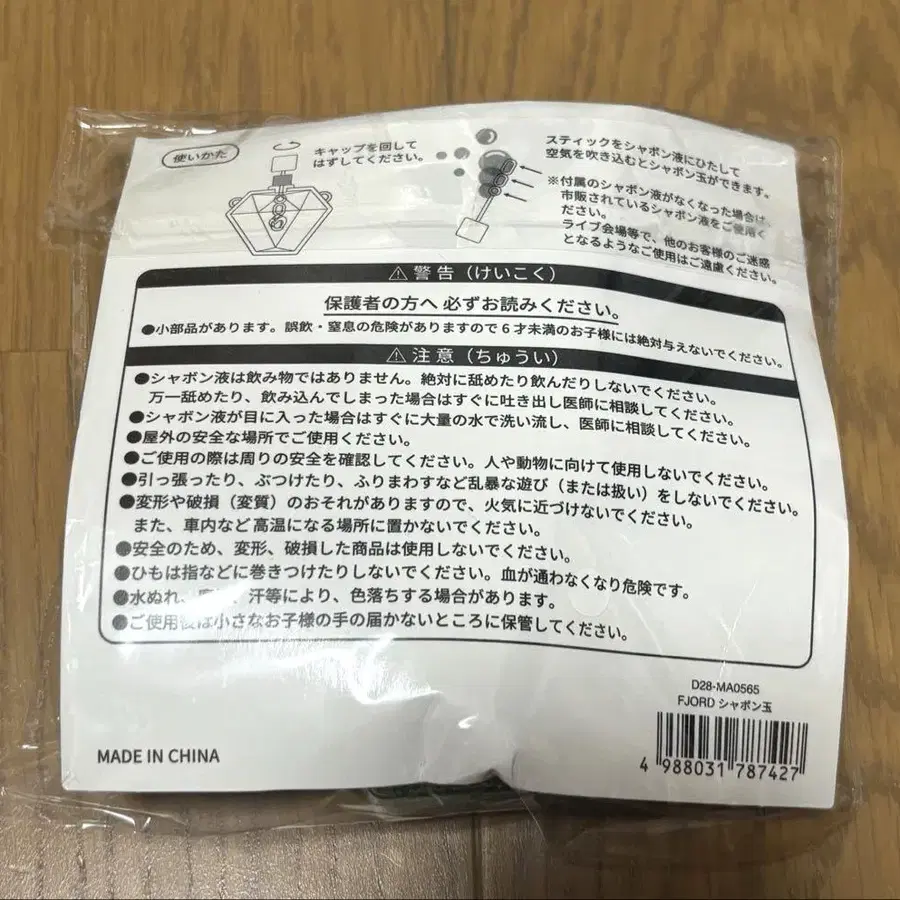 使いかた
キャップを回して
はずしてください。
スティックをシャボン液にひたして
空気を吹き込むとシャボン玉ができます。
※付属のシャボン液がなくなった場合は、
市販されているシャボン液をご使用く
ださい。
ライブ会場等で、他のお客様のご迷惑
となるようなご使用はご遠慮ください。
⚠警告（けいこく）
保護者の方へ 必ずお読みください。
●小部品があります。誤飲・窒息の危険がありますので6才未満のお子様には絶対与えないでください。
⚠注意（ちゅうい）
●シャボン液は飲み物ではありません。絶対に舐めたり飲んだりしないでください。
万一舐めたり、飲み込んでしまった場合はすぐに吐き出し医師に相談してください。
●シャボン液が目に入った場合はすぐに大量の水で洗い流し、医師に相談してください。
●屋外の安全な場所でご使用ください。
●ご使用の際は周りの安全を確認してください。人や動物に向けて使用しないでください。
●引っ張ったり、ぶつけたり、ふりまわすなど乱暴な遊び（または扱い）をしないでください。
●変形や破損（変質）のおそれがありますので、火気に近づけないでください。
また、車内など高温になる場所に置かないでください。
●安全のため、変形、破損した商品は使用しないでください。
●ひもは指などに巻きつけたりしないでください。血が通わなくなり危険です。
●水ぬれ、汗等により、色落ちする場合があります。
●ご使用後は小さなお子様の手の届かないところに保管してください。
D28-MA0565
FJORD シャボン玉
MADE IN CHINA
4 988031 787427